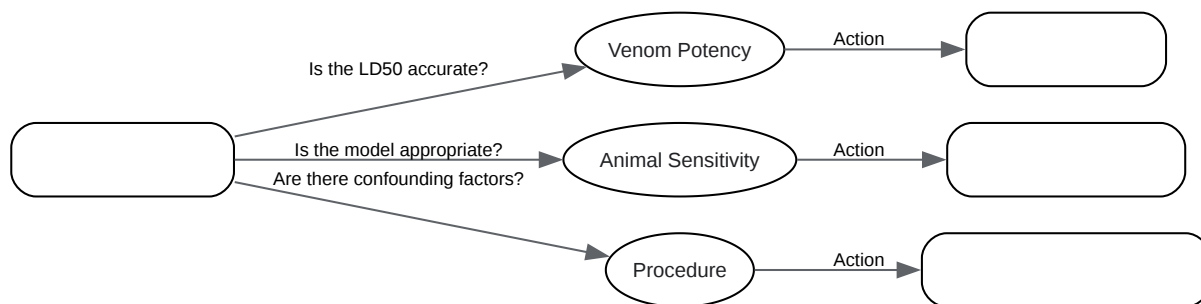 Venom Potency
Action
Is the LD50 accurate?
Is the model appropriate?
Animal Sensitivity
Action
Are there confounding factors?
Procedure
Action